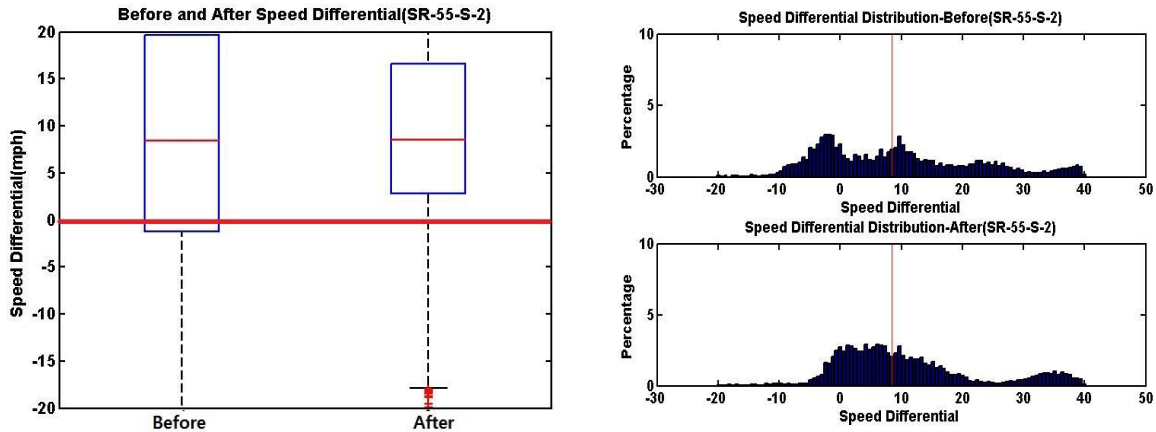 Before and After Speed Differential(SR-55-S-2)
Speed Differential(mph)
20
15
10
5
0
-5
-10
-15
-20
Before After
Speed Differential Distribution-Before(SR-55-S-2)
Percentage
10
5
0
-30 -20 -10 0 10 20 30 40 50
Speed Differential
Speed Differential Distribution-After(SR-55-S-2)
Percentage
10
5
0
-30 -20 -10 0 10 20 30 40 50
Speed Differential